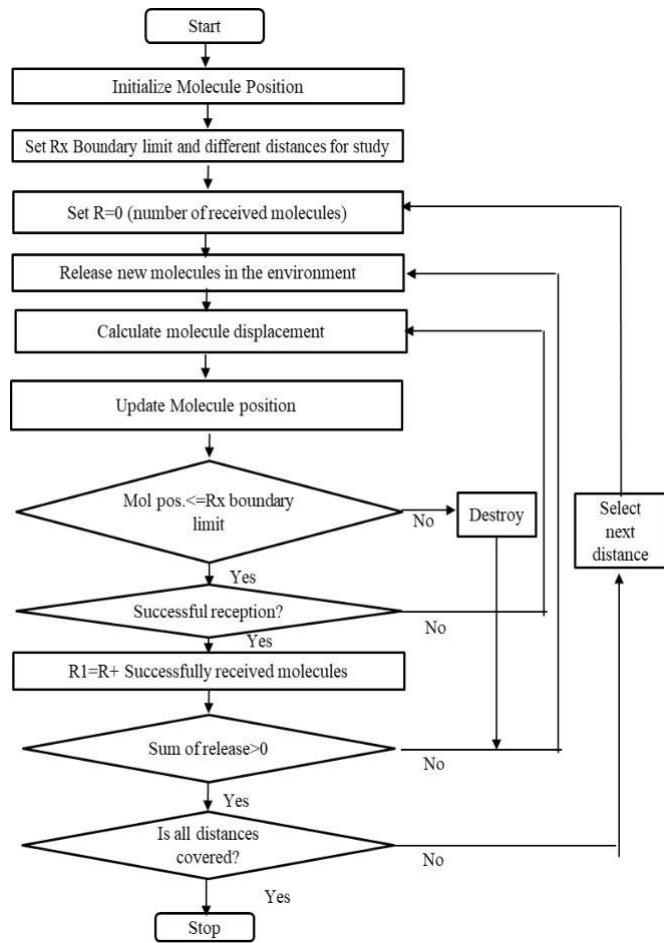 Start
Initialize Molecule Position
Set Rx Boundary limit and different distances for study
Set R=0 (number of received molecules)
Release new molecules in the environment
Calculate molecule displacement
Update Molecule position
Mol pos.<=Rx boundary
limit
No
Destroy
Select
next
distance
Yes
Successful reception?
No
Yes
R1=R+ Successfully received molecules
Sum of release>0
No
Yes
Is all distances
covered?
No
Yes
Stop